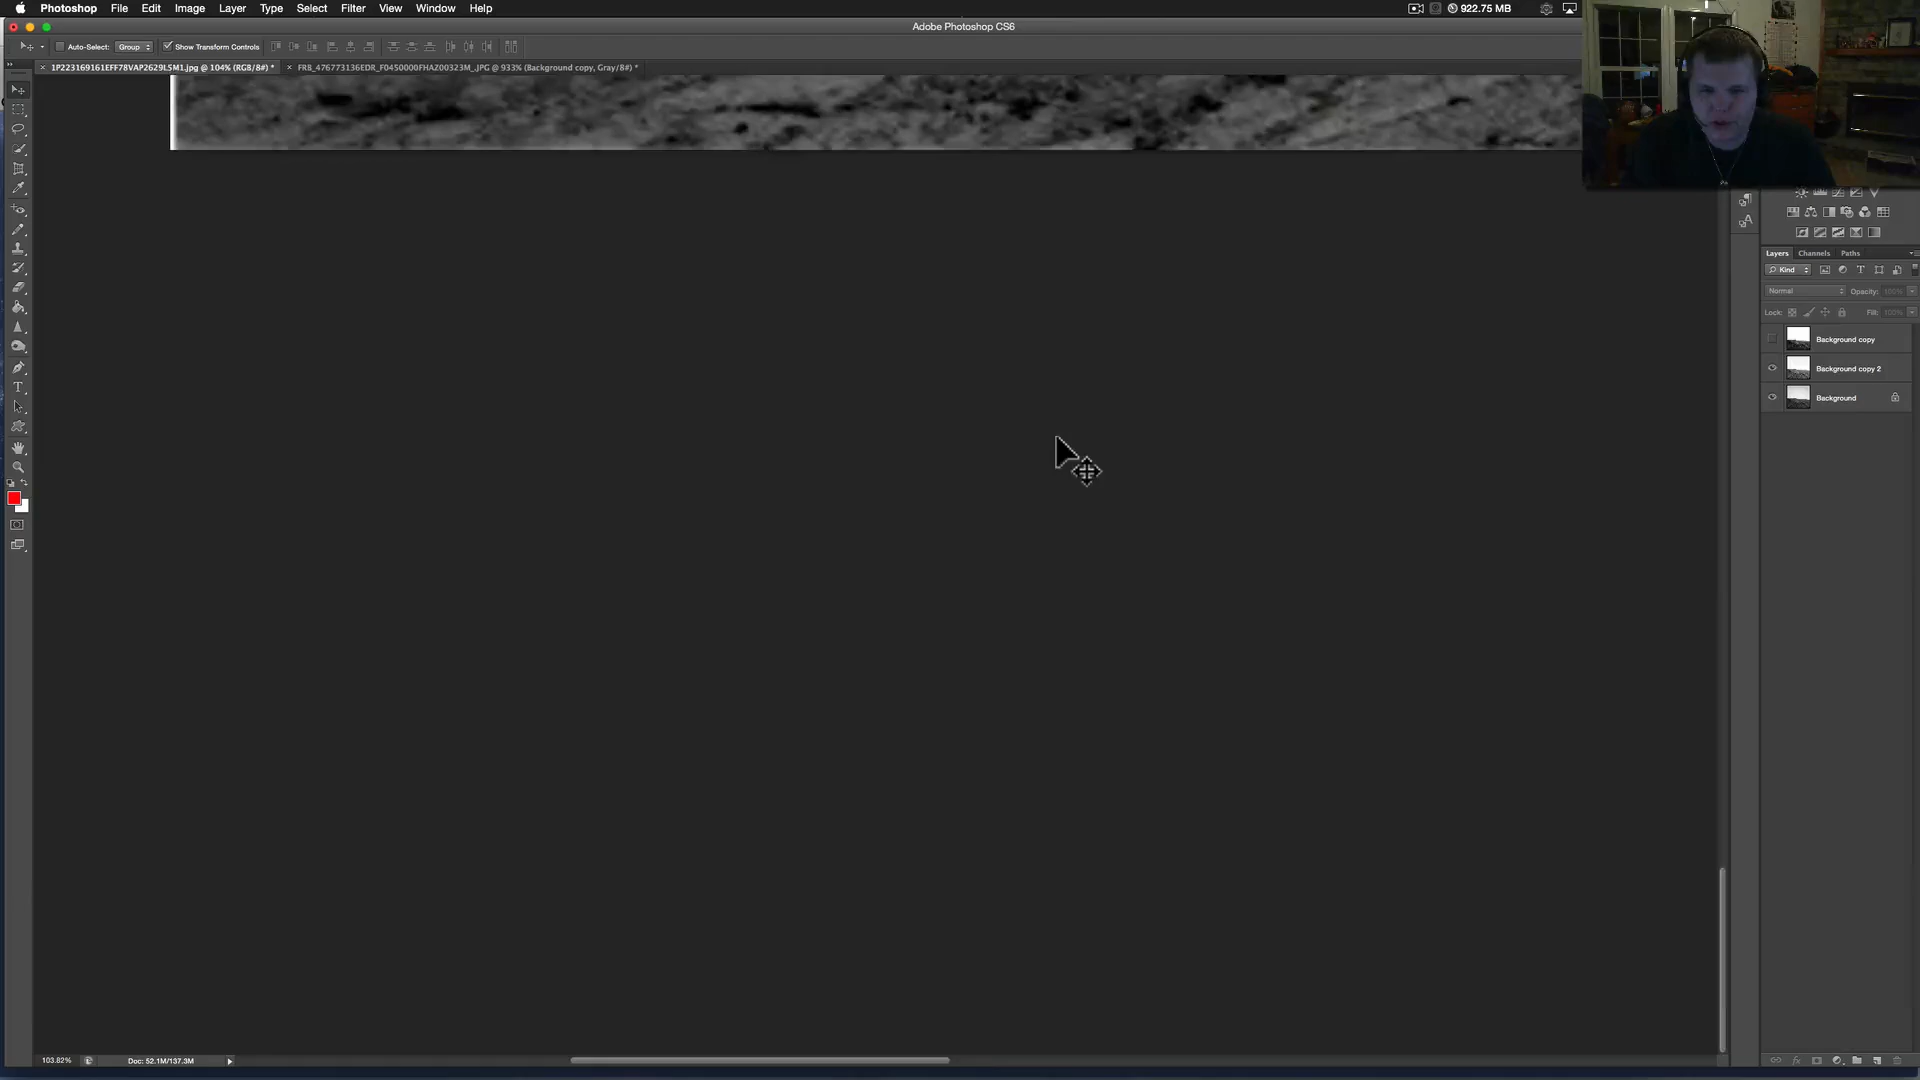 Photoshop File Edit Image Layer Type Select Filter View Window Help 922.75 MB
Adobe Photoshop CS6
Auto-Select: Group Show Transform Controls
1P223169161EFF78VAP2629L5M1.jpg @ 104% (RGB/8#) * FRB_476773136EDR_F0450000FHAZ00323M_.JPG @ 933% (Background copy, Gray/8#) *
Layers Channels Paths
Kind
Normal Opacity: 100%
Lock: Fill: 100%
Background copy
Background copy 2
Background
103.82% Doc: 52.1M/137.3M